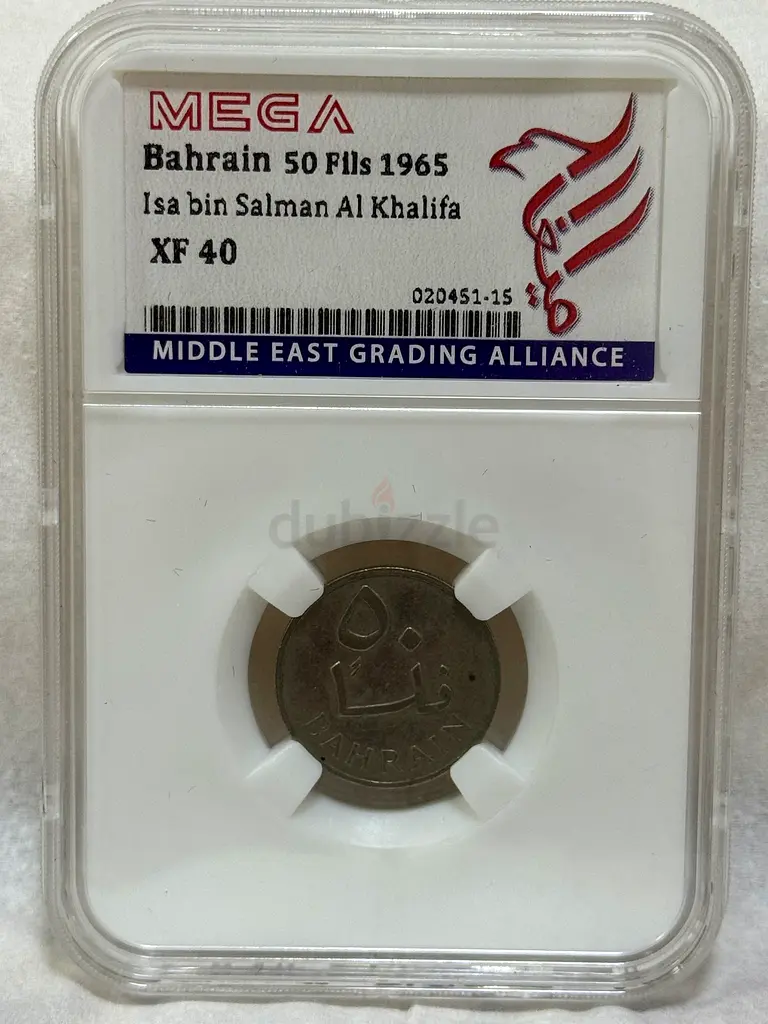 MEGA
Bahrain 50 Fils 1965
Isa bin Salman Al Khalifa
XF 40
020451-15
MIDDLE EAST GRADING ALLIANCE
dubizzle
٥٠
فلسًا
BAHRAIN